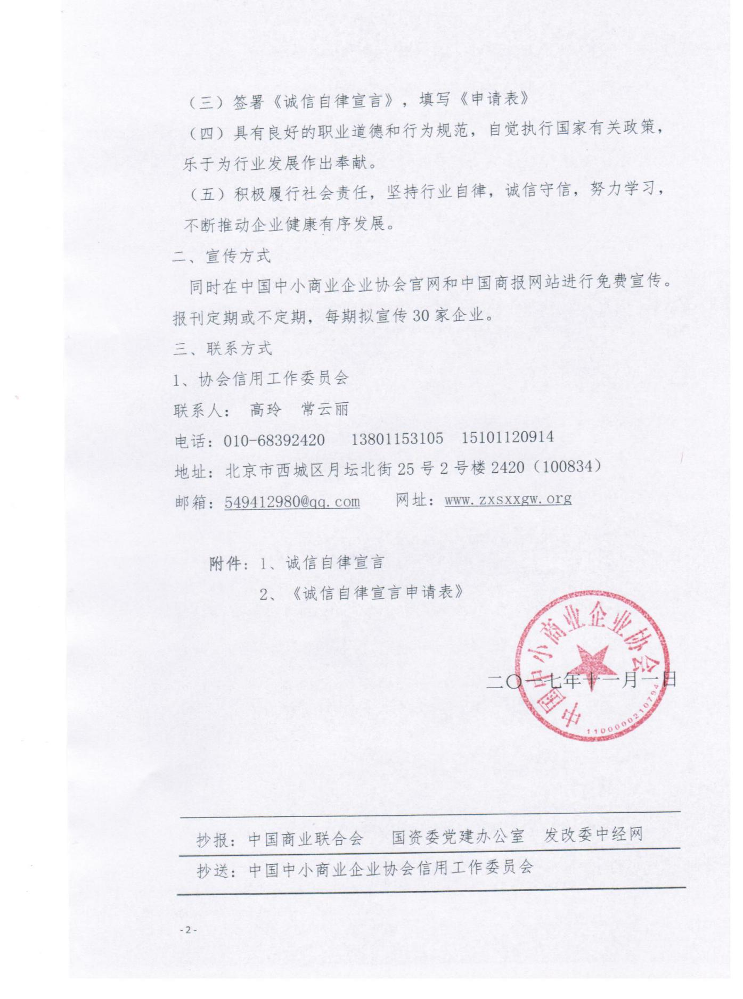 （三）签署《诚信自律宣言》，填写《申请表》
（四）具有良好的职业道德和行为规范，自觉执行国家有关政策，
乐于为行业发展作出奉献。
（五）积极履行社会责任，坚持行业自律，诚信守信，努力学习，
不断推动企业健康有序发展。
二、宣传方式
同时在中国中小商业企业协会官网和中国商报网站进行免费宣传。
报刊定期或不定期，每期拟宣传 30 家企业。
三、联系方式
1、协会信用工作委员会
联系人： 高玲 常云丽
电话：010-68392420 13801153105 15101120914
地址：北京市西城区月坛北街 25 号 2 号楼 2420（100834）
邮箱：549412980@qq.com 网址：www.zxsxxgw.org
附件：1、诚信自律宣言
2、《诚信自律宣言申请表》
中国中小商业企业协会
二〇一七年十一月一日
1100000210794
抄报：中国商业联合会 国资委党建办公室 发改委中经网
抄送：中国中小商业企业协会信用工作委员会
- 2 -